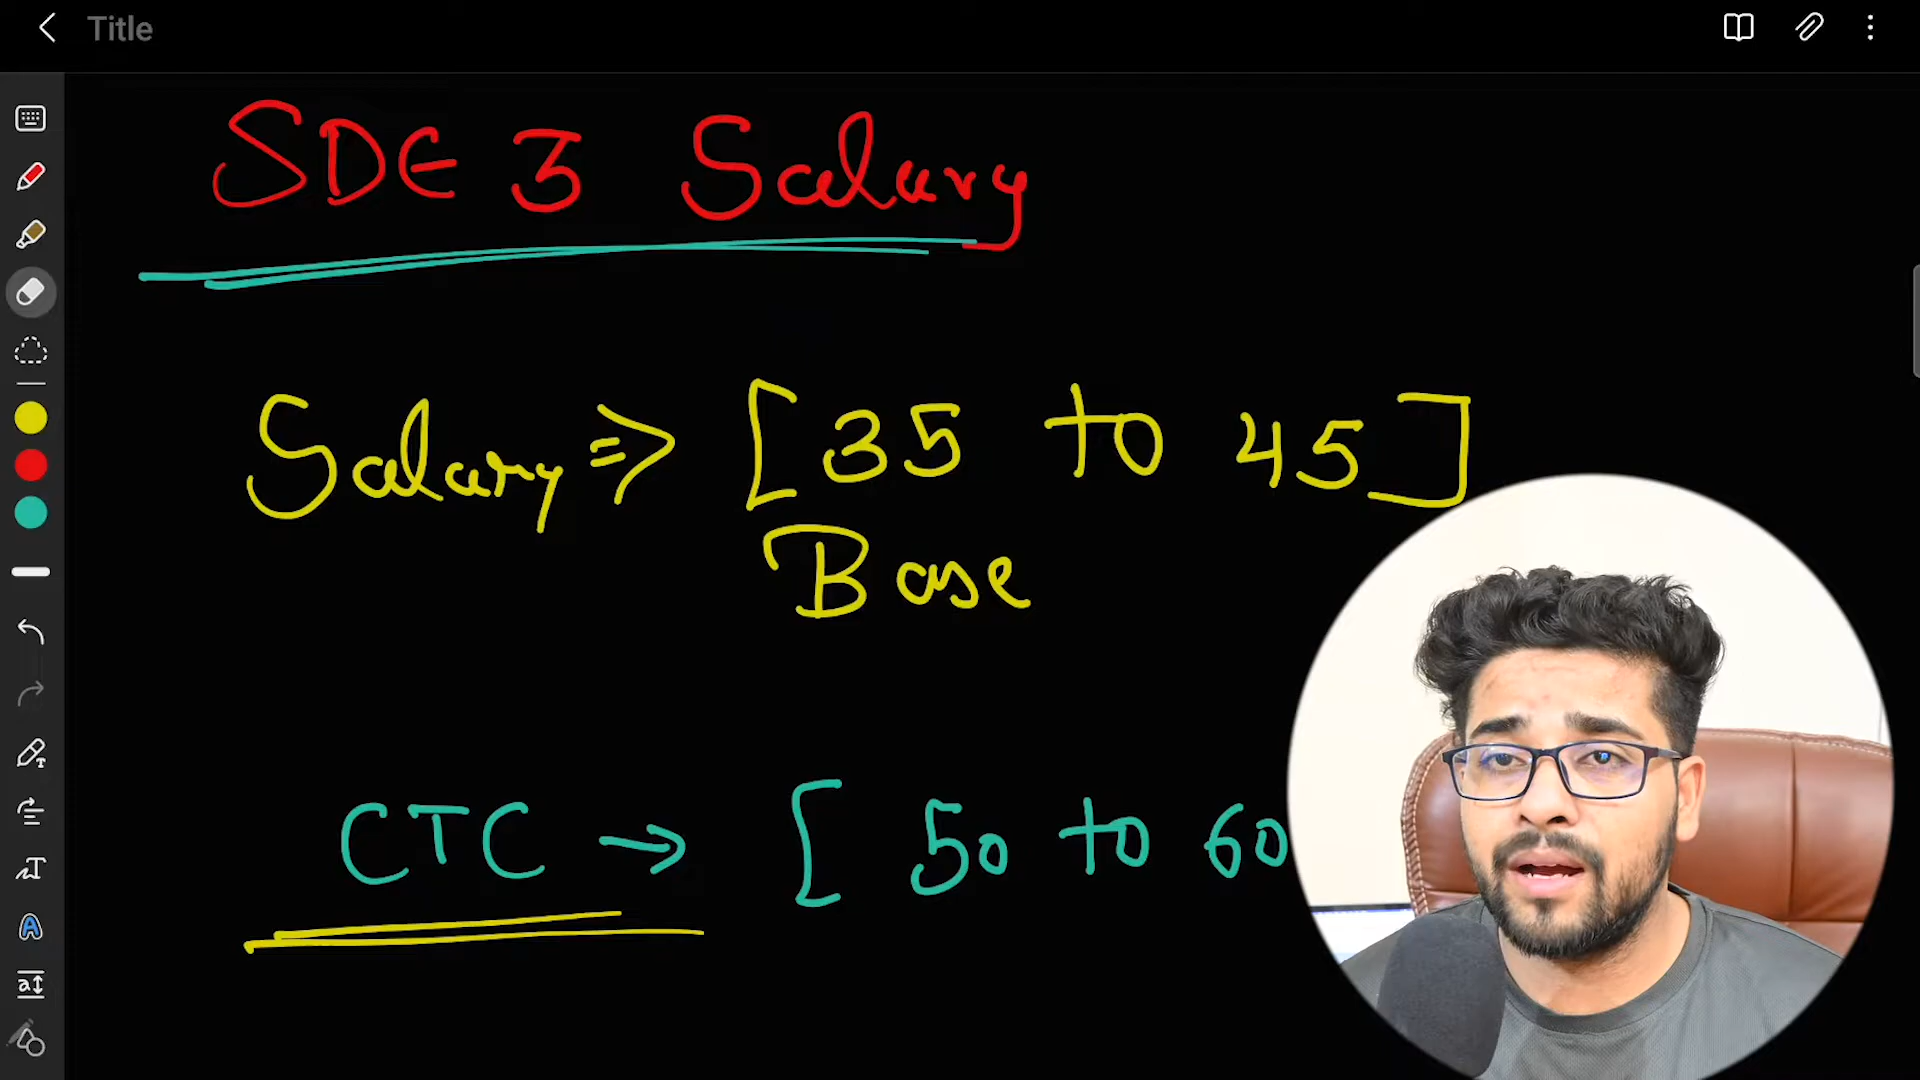 Title
SDE 3 Salary
Salary => [35 to 45]
Base
CTC → [ 50 to 60